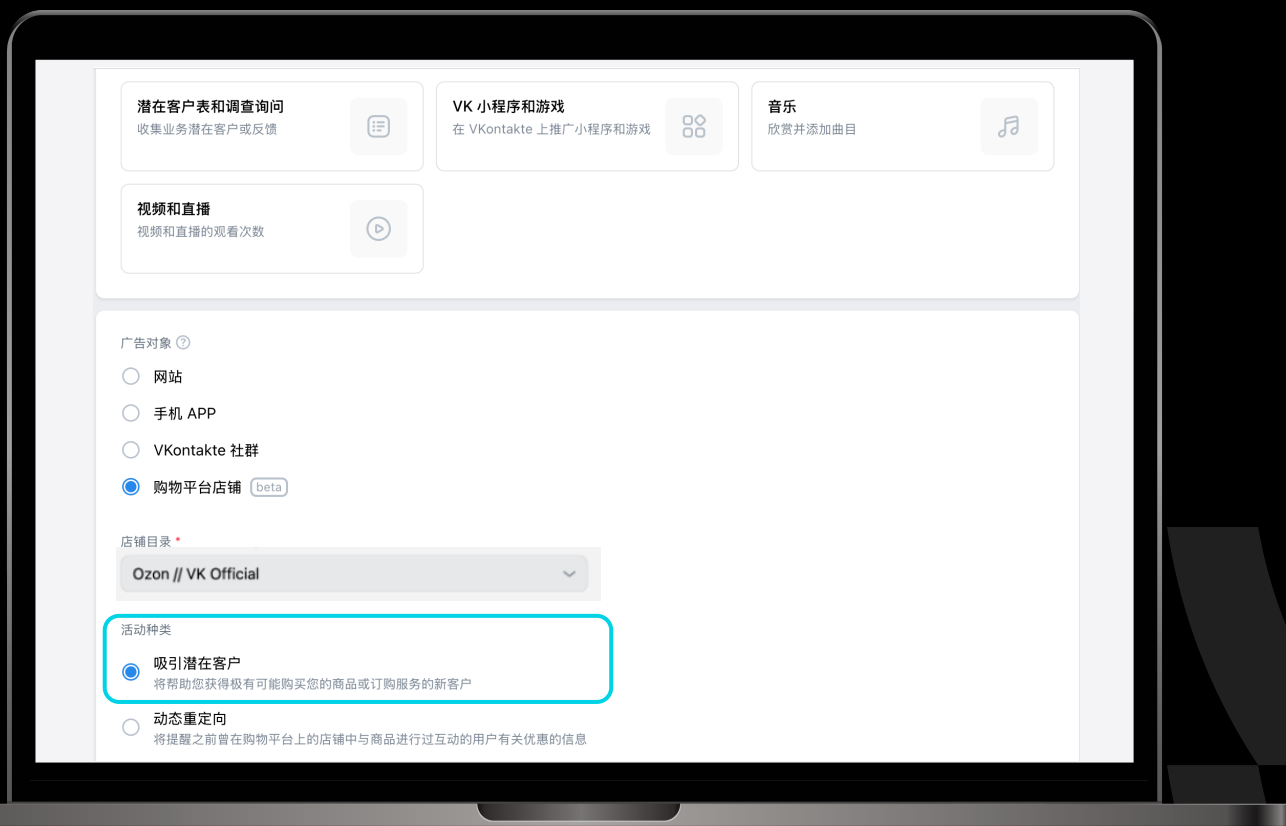 潜在客户表和调查询问
收集业务潜在客户或反馈
VK 小程序和游戏
在 VKontakte 上推广小程序和游戏
音乐
欣赏并添加曲目
视频和直播
视频和直播的观看次数
广告对象 ?
网站
手机 APP
VKontakte 社群
购物平台店铺 beta
店铺目录 *
Ozon // VK Official
活动种类
吸引潜在客户
将帮助您获得极有可能购买您的商品或订购服务的新客户
动态重定向
将提醒之前曾在购物平台上的店铺中与商品进行过互动的用户有关优惠的信息